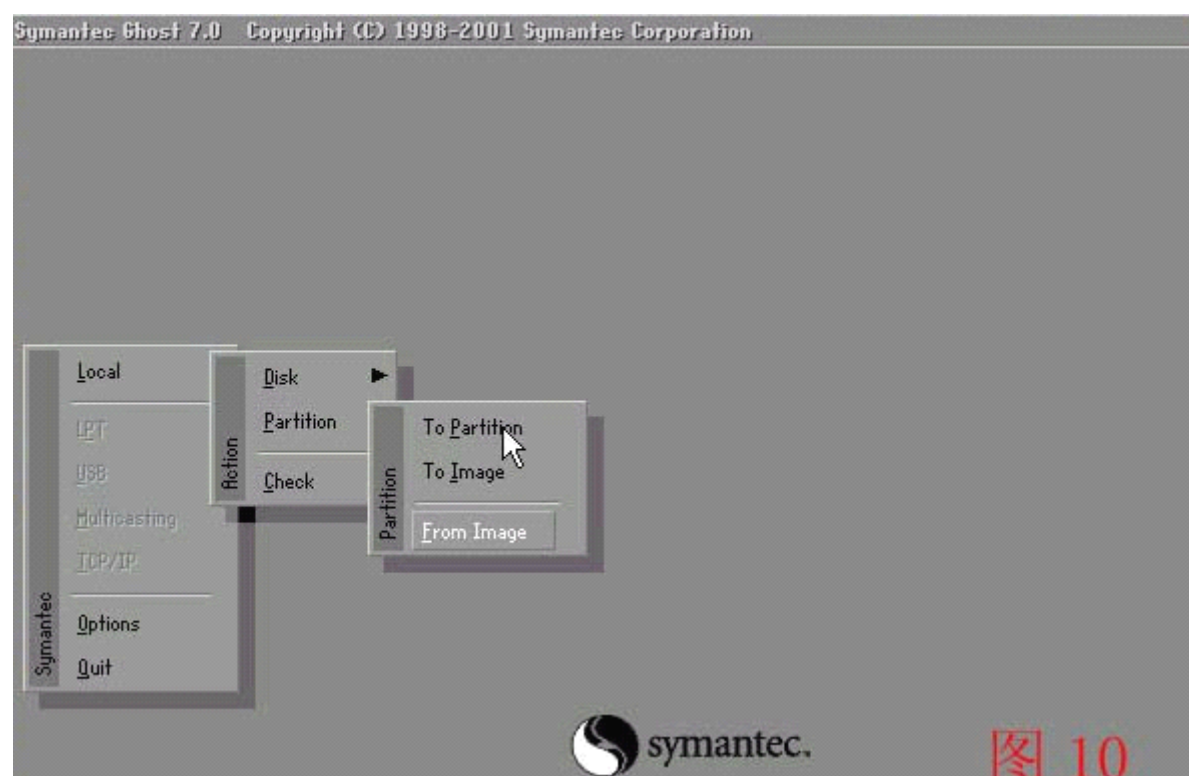 Symantec Ghost 7.0 Copyright (C) 1998-2001 Symantec Corporation
Local
LPT
USB
Multicasting
TCP/IP
Options
Quit
Symantec
Disk
Partition
Check
Action
To Partition
To Image
From Image
Partition
symantec.
图 10